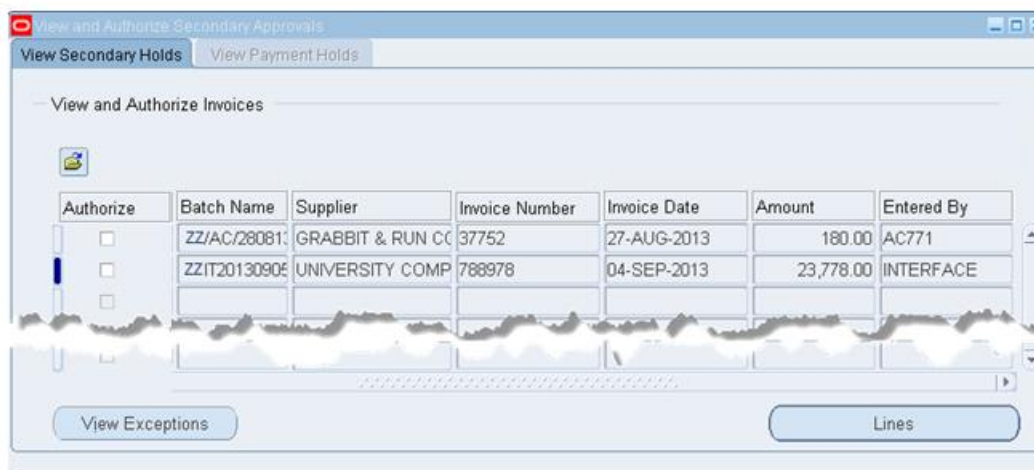 View and Authorize Secondary Approvals
View Secondary Holds View Payment Holds
View and Authorize Invoices
Authorize Batch Name Supplier Invoice Number Invoice Date Amount Entered By
ZZ/AC/28081 GRABBIT & RUN CO 37752 27-AUG-2013 180.00 AC771
ZZIT20130905 UNIVERSITY COMP 788978 04-SEP-2013 23,778.00 INTERFACE
View Exceptions Lines